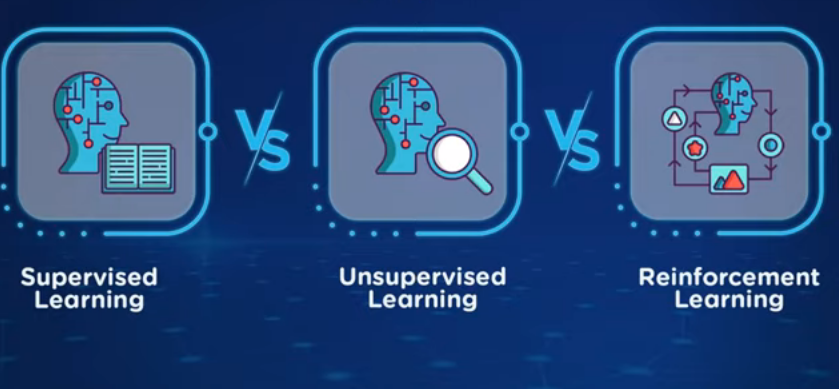 VS
VS
Supervised
Learning
Unsupervised
Learning
Reinforcement
Learning